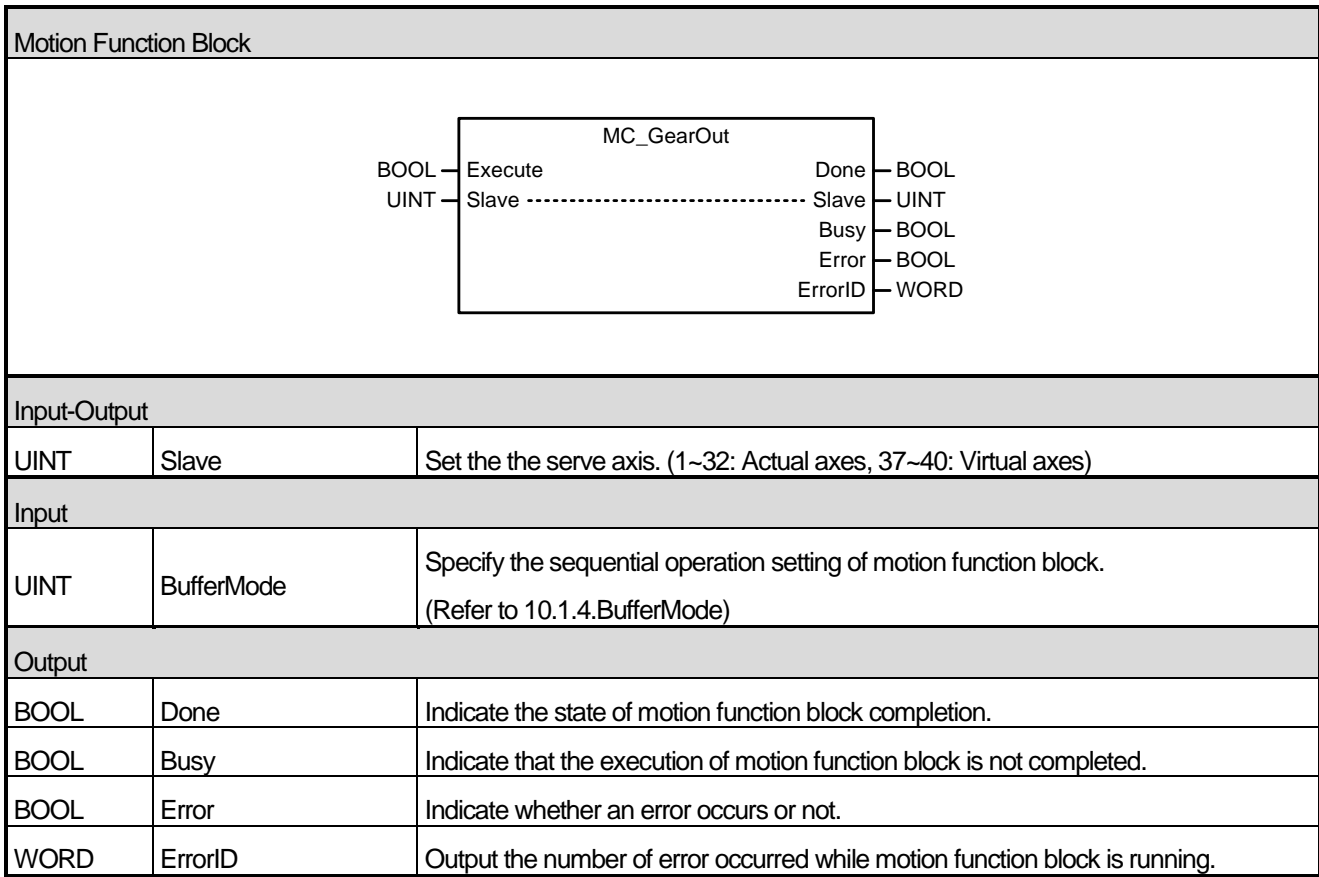 Motion Function Block
MC_GearOut
BOOL Execute Done BOOL
UINT Slave Slave UINT
Busy BOOL
Error BOOL
ErrorID WORD
Input-Output
UINT Slave Set the the serve axis. (1~32: Actual axes, 37~40: Virtual axes)
Input
UINT BufferMode Specify the sequential operation setting of motion function block.
(Refer to 10.1.4.BufferMode)
Output
BOOL Done Indicate the state of motion function block completion.
BOOL Busy Indicate that the execution of motion function block is not completed.
BOOL Error Indicate whether an error occurs or not.
WORD ErrorID Output the number of error occurred while motion function block is running.